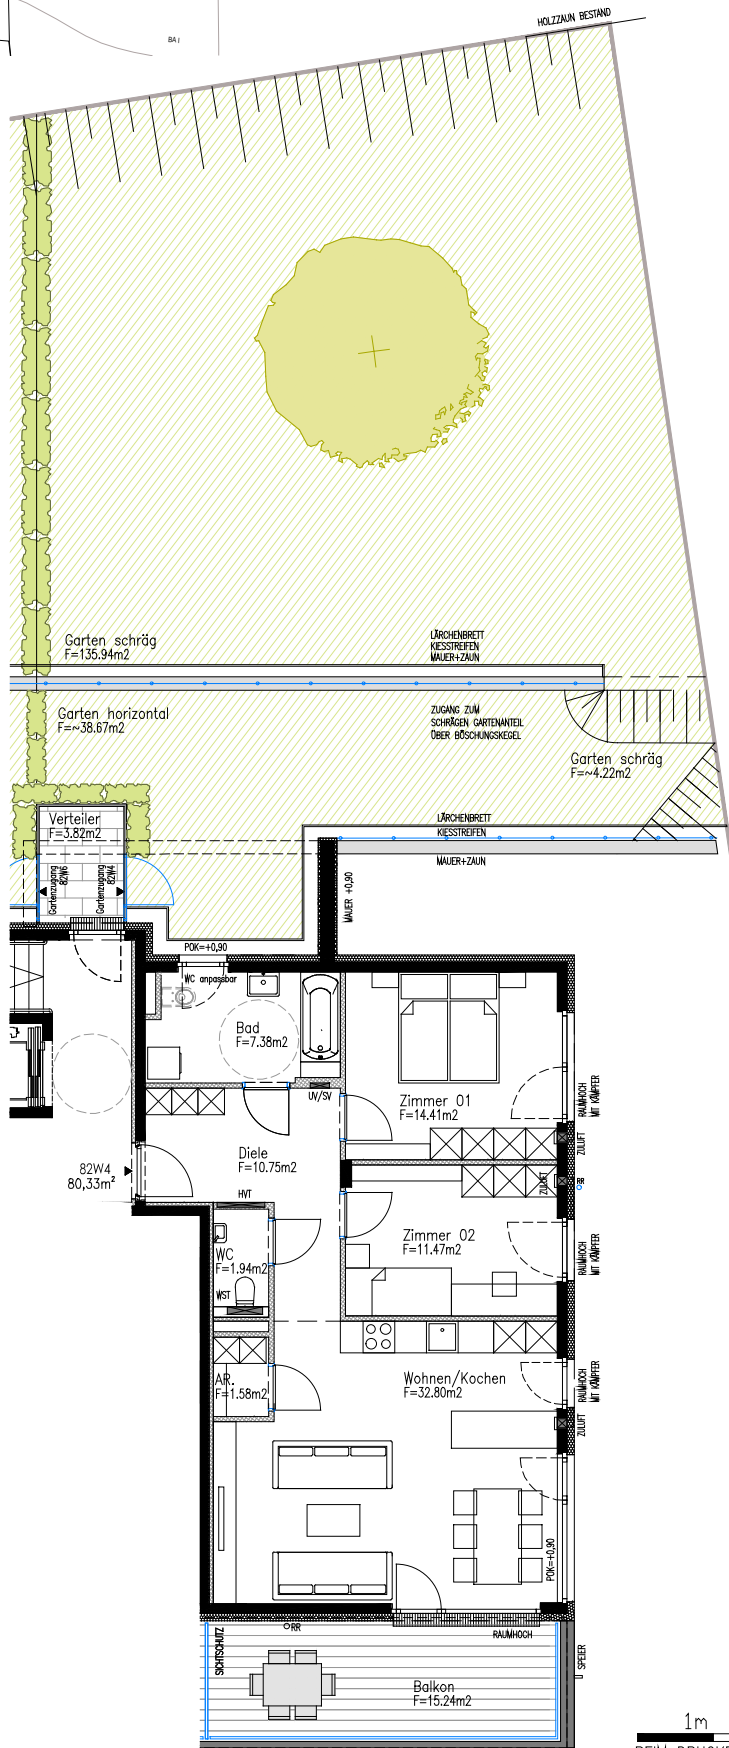 HOLZZAUN BESTAND
BA I
Garten schräg
F=135.94m2
LÄRCHENBRETT
KIESSTREIFEN
MAUER+ZAUN
Garten horizontal
F=~38.67m2
ZUGANG ZUM
SCHRÄGEN GARTENANTEIL
ÜBER BÖSCHUNGSKEGEL
Garten schräg
F=~4.22m2
Verteiler
F=3.82m2
LÄRCHENBRETT
KIESSTREIFEN
MAUER+ZAUN
Gartenzugang
82W6
Gartenzugang
82W4
MAUER +0,90
POK=+0,90
WC anpassbar
Bad
F=7.38m2
UV/SV
Zimmer 01
F=14.41m2
RAUMHOCH
MIT KÄMPFER
ZULUFT
Diele
F=10.75m2
82W4
80,33m²
HVT
ZULUFT
RR
Zimmer 02
F=11.47m2
RAUMHOCH
MIT KÄMPFER
WC
F=1.94m2
WST
AR.
F=1.58m2
Wohnen/Kochen
F=32.80m2
RAUMHOCH
MIT KÄMPFER
ZULUFT
POK=+0,90
RR
RAUMHOCH
SICHTSCHUTZ
SPEIER
Balkon
F=15.24m2
1m